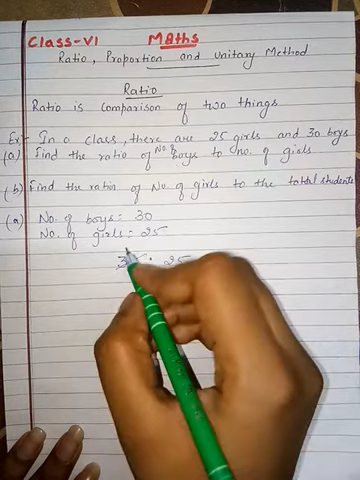 Class-VI Maths
Ratio, Proportion and Unitary Method
Ratio
Ratio is comparison of two things
Ex:- In a class, there are 25 girls and 30 boys
(a) Find the ratio of No. of boys to no. of girls
(b) Find the ratio of No. of girls to the total students
(a) No. of boys = 30
No. of girls = 25
: 25